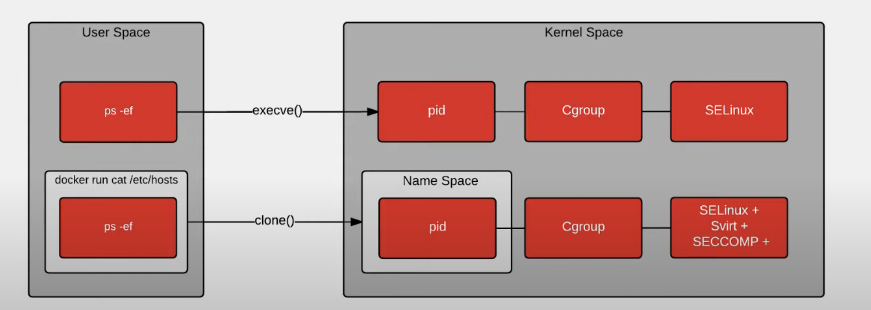 User Space
Kernel Space
ps -ef
execve()
pid
Cgroup
SELinux
docker run cat /etc/hosts
ps -ef
clone()
Name Space
pid
Cgroup
SELinux +
Svirt +
SECCOMP +